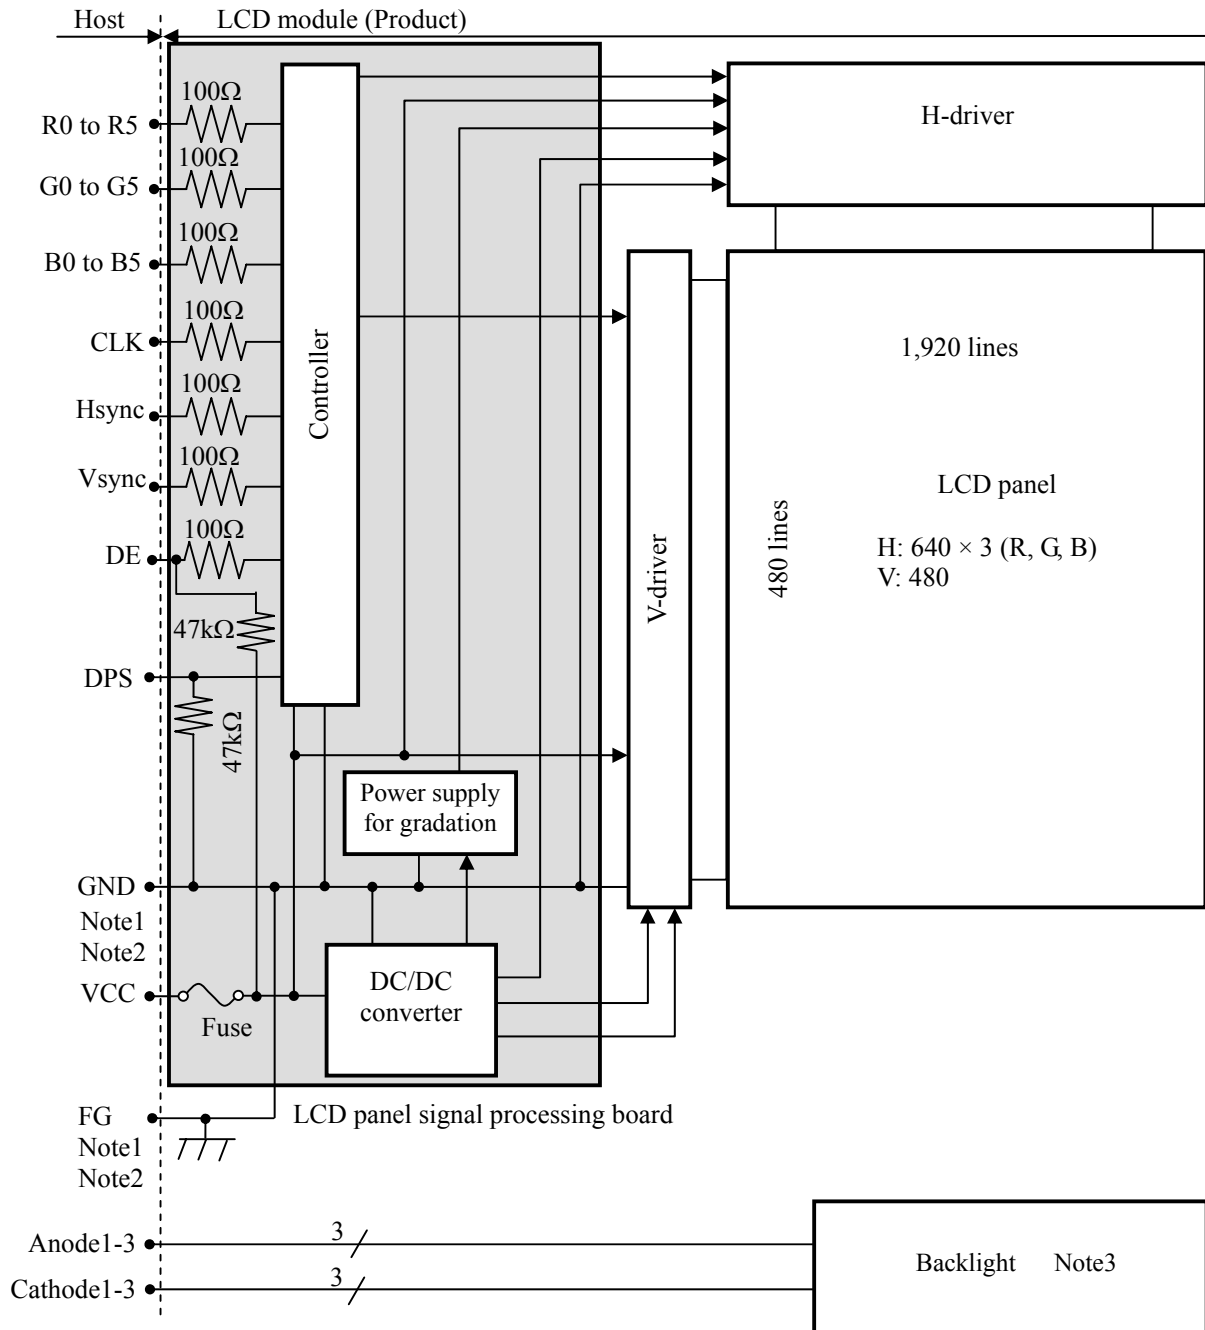 Host
LCD module (Product)
100Ω
R0 to R5
100Ω
G0 to G5
100Ω
B0 to B5
100Ω
CLK
100Ω
Hsync
100Ω
Vsync
100Ω
DE
47kΩ
DPS
47kΩ
Controller
H-driver
V-driver
1,920 lines
480 lines
LCD panel
H: 640 × 3 (R, G, B)
V: 480
Power supply
for gradation
GND
Note1
Note2
VCC
Fuse
DC/DC
converter
FG
Note1
Note2
LCD panel signal processing board
Anode1-3
3
Cathode1-3
3
Backlight Note3